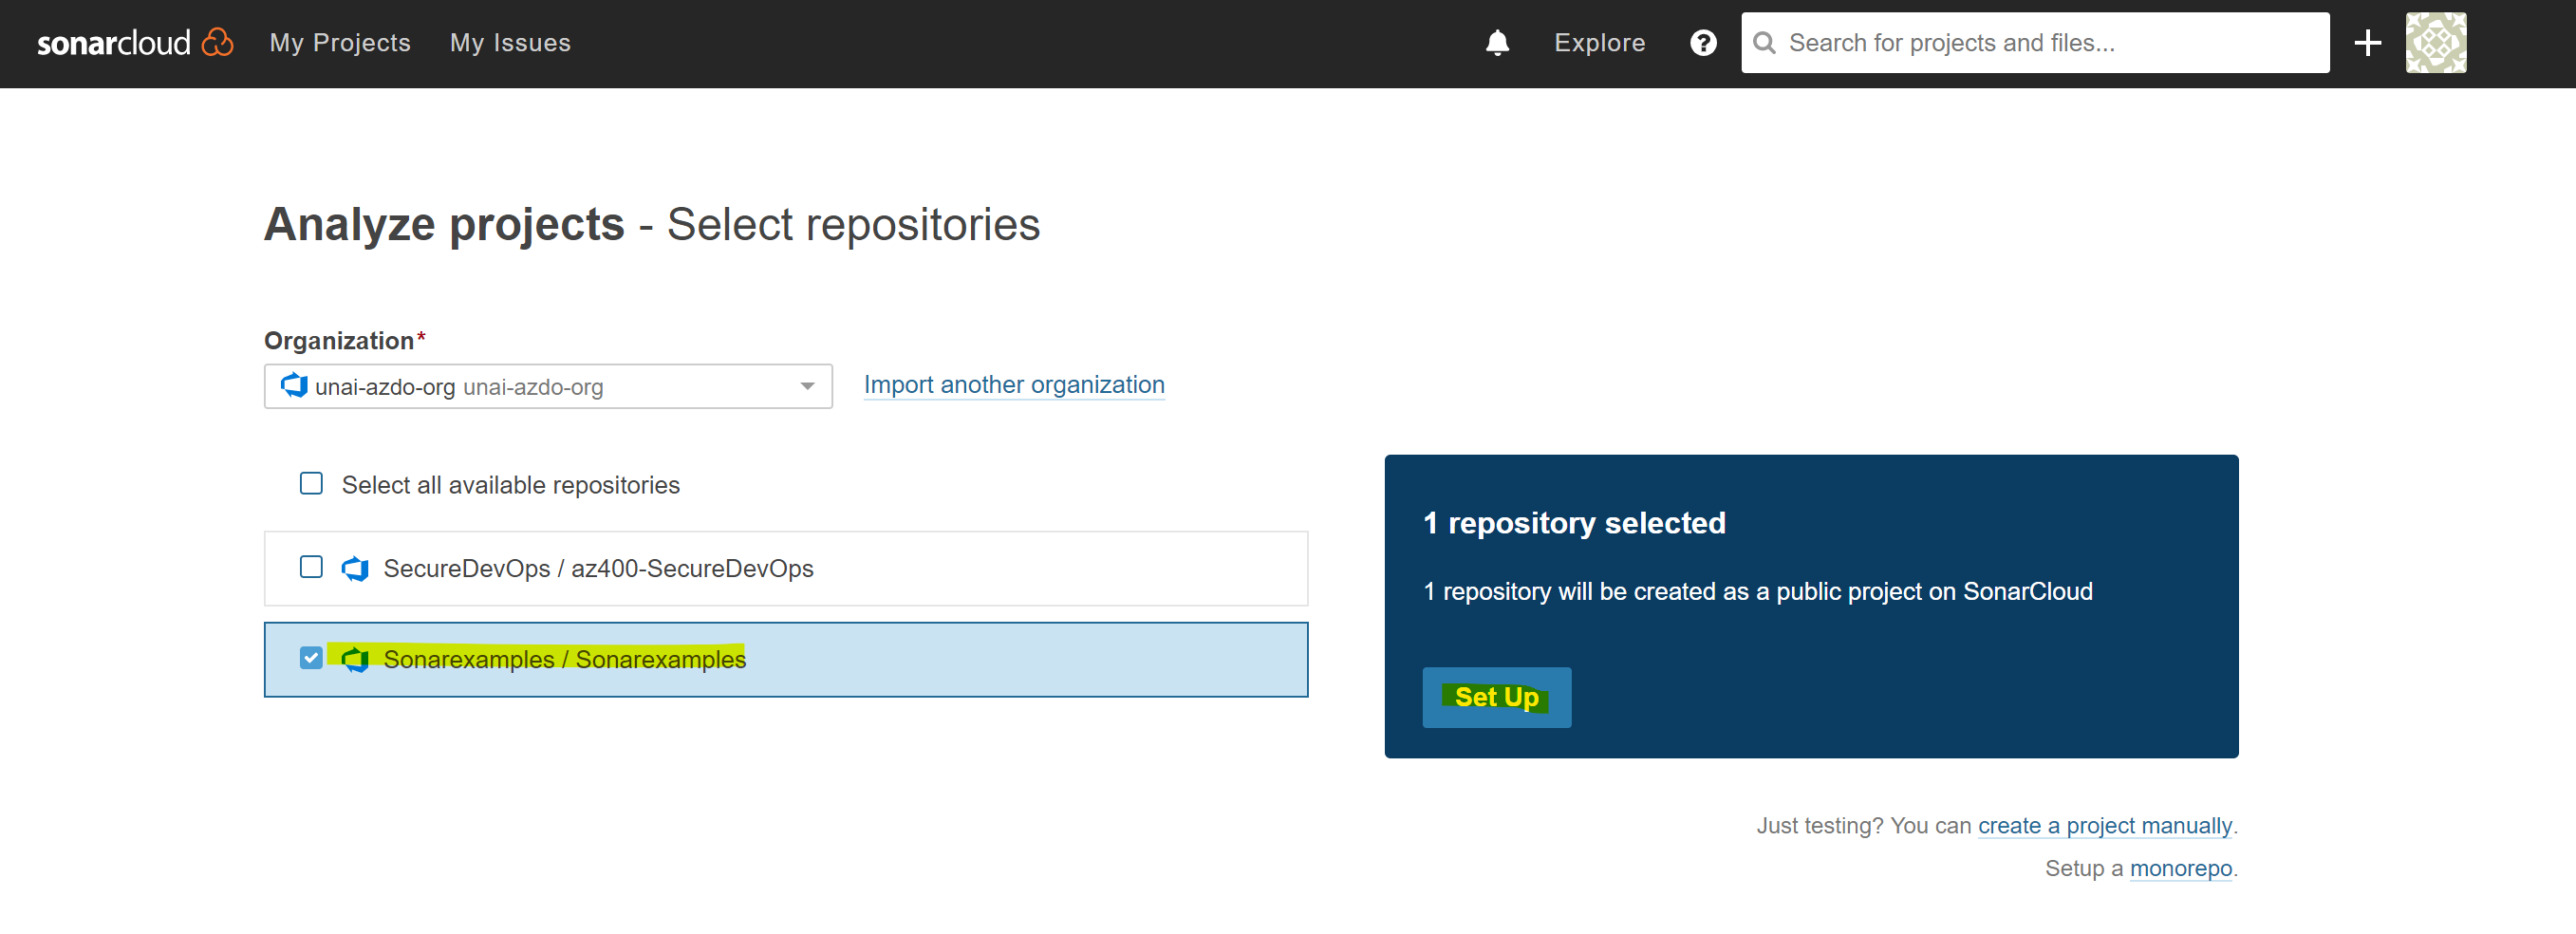 sonarcloud My Projects My Issues Explore Search for projects and files...
Analyze projects - Select repositories
Organization*
unai-azdo-org unai-azdo-org Import another organization
Select all available repositories
SecureDevOps / az400-SecureDevOps
Sonarexamples / Sonarexamples
1 repository selected
1 repository will be created as a public project on SonarCloud
Set Up
Just testing? You can create a project manually.
Setup a monorepo.